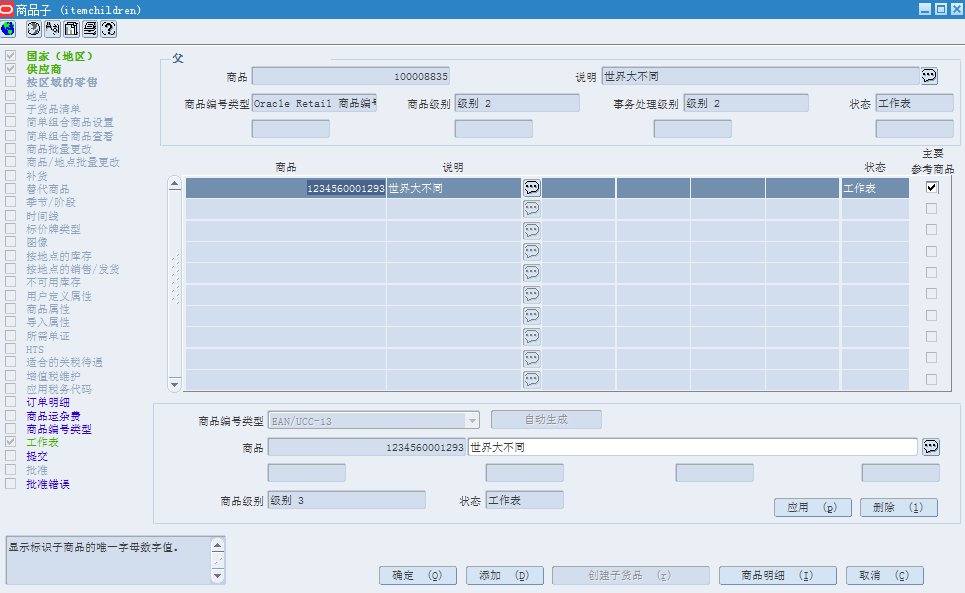 商品子 (itemchildren)
国家（地区）
供应商
按区域的零售
地点
子货品清单
简单组合商品设置
简单组合商品查看
商品批量更改
商品/地点批量更改
补货
替代商品
季节/阶段
时间线
标价牌类型
图像
按地点的库存
按地点的销售/发货
不可用库存
用户定义属性
商品属性
导入属性
所需单证
HTS
适合的关税待遇
增值税维护
应用税务代码
订单明细
商品运杂费
商品编号类型
工作表
提交
批准
批准错误
父
商品 100008835 说明 世界大不同
商品编号类型 Oracle Retail 商品编号 商品级别 级别 2 事务处理级别 级别 2 状态 工作表
商品 说明 状态 主要
参考商品
1234560001293 世界大不同 工作表
商品编号类型 EAN/UCC-13 自动生成
商品 1234560001293 世界大不同
商品级别 级别 3 状态 工作表
应用 (p) 删除 (l)
显示标识子商品的唯一字母数字值.
确定 (O) 添加 (D) 创建子货品 (r) 商品明细 (I) 取消 (C)